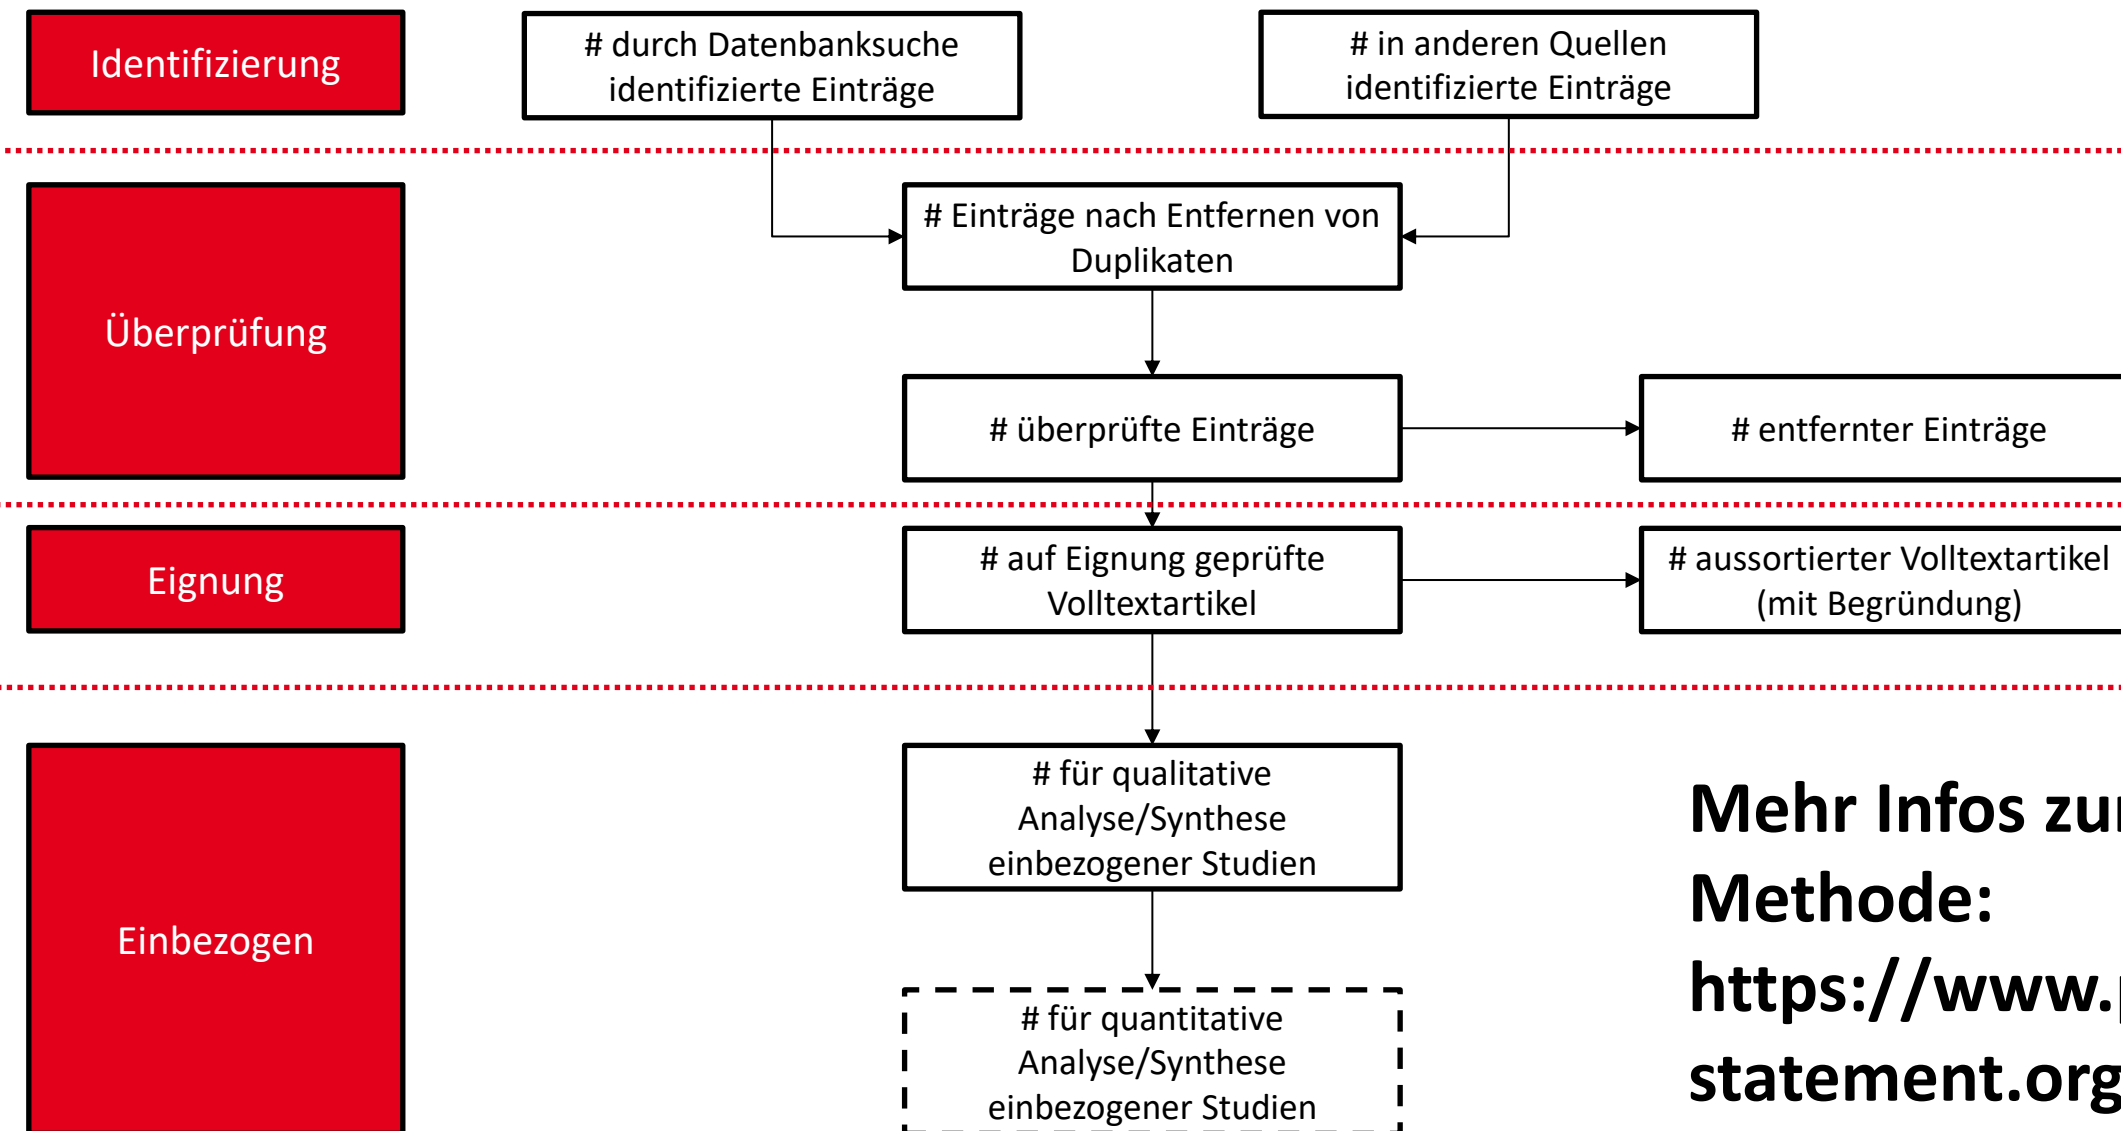 Identifizierung
# durch Datenbanksuche
identifizierte Einträge
# in anderen Quellen
identifizierte Einträge
Überprüfung
# Einträge nach Entfernen von
Duplikaten
# überprüfte Einträge
# entfernter Einträge
Eignung
# auf Eignung geprüfte
Volltextartikel
# aussortierter Volltextartikel
(mit Begründung)
Einbezogen
# für qualitative
Analyse/Synthese
einbezogener Studien
# für quantitative
Analyse/Synthese
einbezogener Studien
Mehr Infos zur
Methode:
https://www.p
statement.org